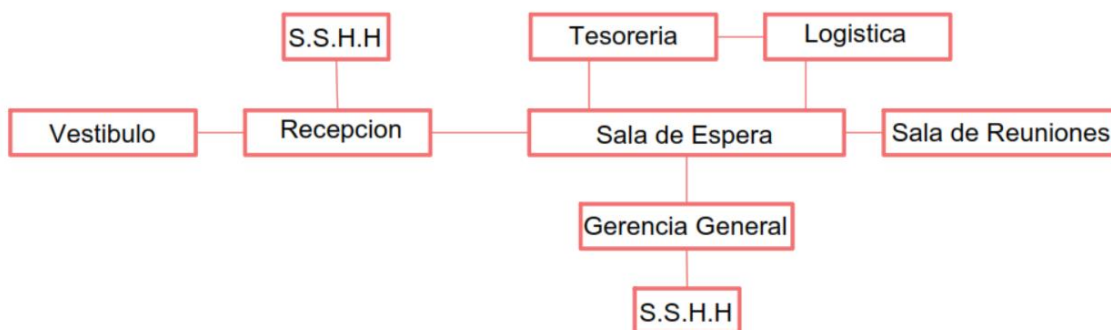 S.S.H.H
Tesoreria
Logistica
Vestibulo
Recepcion
Sala de Espera
Sala de Reuniones
Gerencia General
S.S.H.H